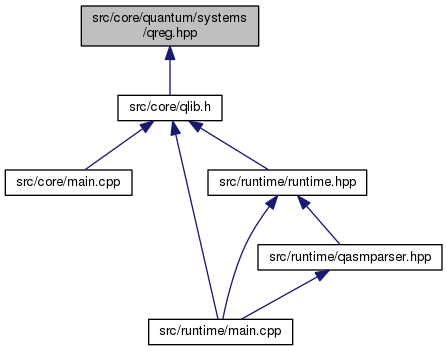 src/core/quantum/systems
/qreg.hpp
src/core/qlib.h
src/core/main.cpp
src/runtime/runtime.hpp
src/runtime/qasmparser.hpp
src/runtime/main.cpp